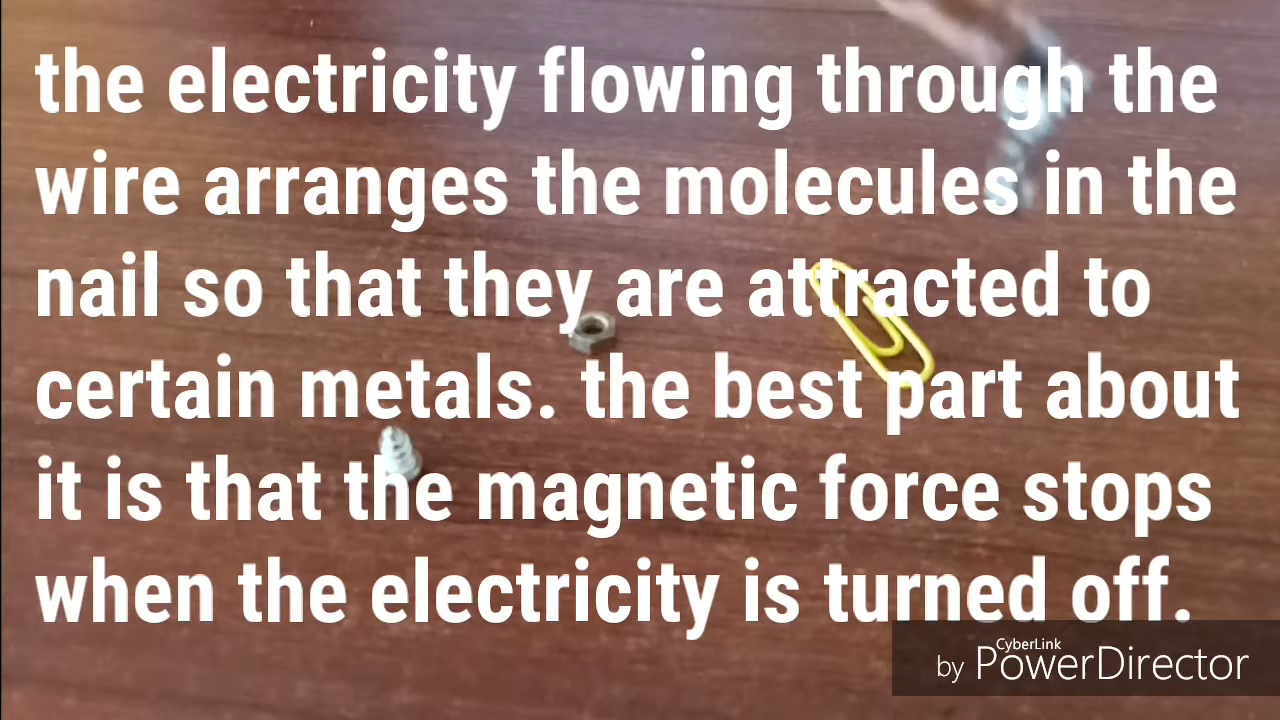 the electricity flowing through the
wire arranges the molecules in the
nail so that they are attracted to
certain metals. the best part about
it is that the magnetic force stops
when the electricity is turned off.
CyberLink
by PowerDirector